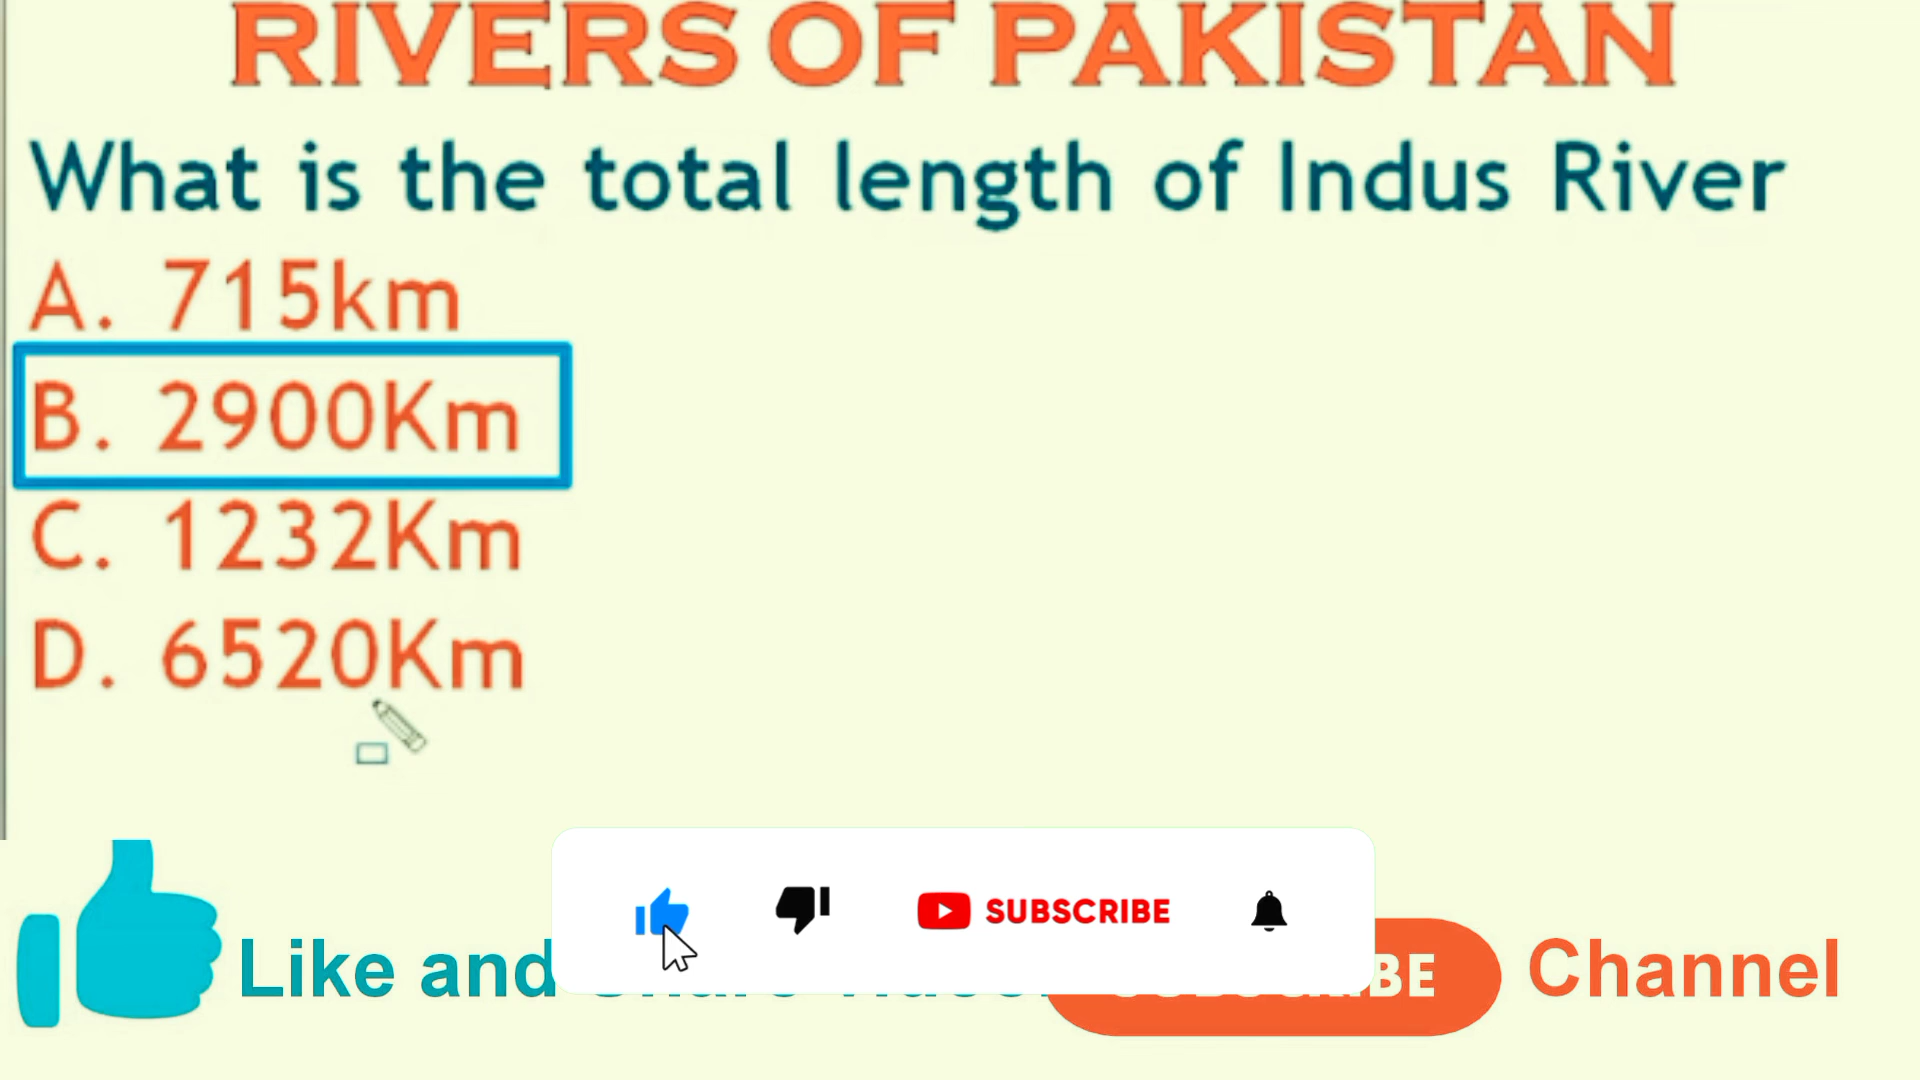 RIVERS OF PAKISTAN
What is the total length of Indus River
A. 715km
B. 2900Km
C. 1232Km
D. 6520Km
SUBSCRIBE
Like and
Channel